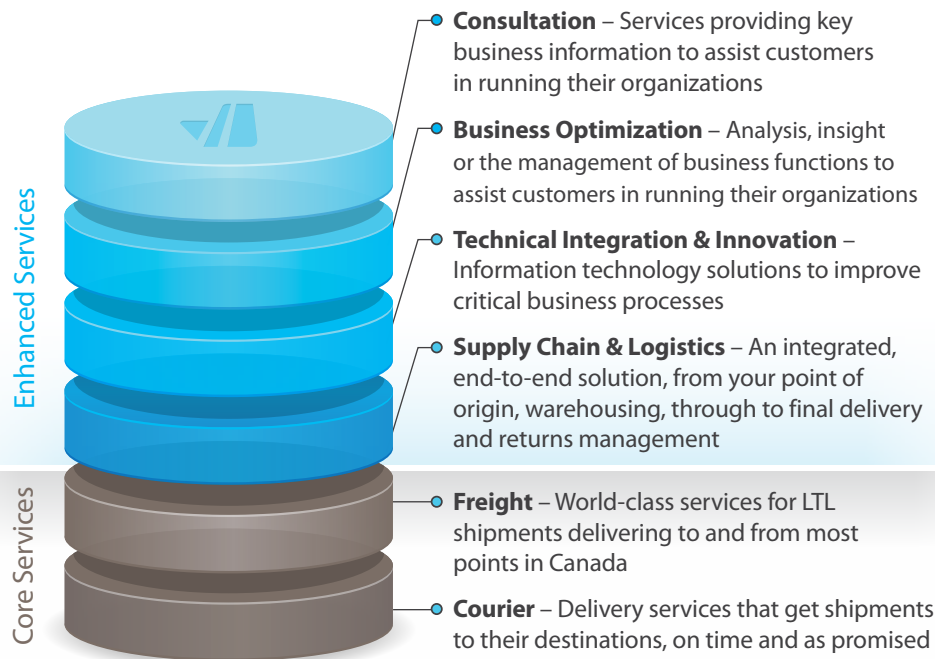 Consultation – Services providing key
business information to assist customers
in running their organizations
Business Optimization – Analysis, insight
or the management of business functions to
assist customers in running their organizations
Technical Integration & Innovation –
Information technology solutions to improve
critical business processes
Supply Chain & Logistics – An integrated,
end-to-end solution, from your point of
origin, warehousing, through to final delivery
and returns management
Enhanced Services
Freight – World-class services for LTL
shipments delivering to and from most
points in Canada
Courier – Delivery services that get shipments
to their destinations, on time and as promised
Core Services